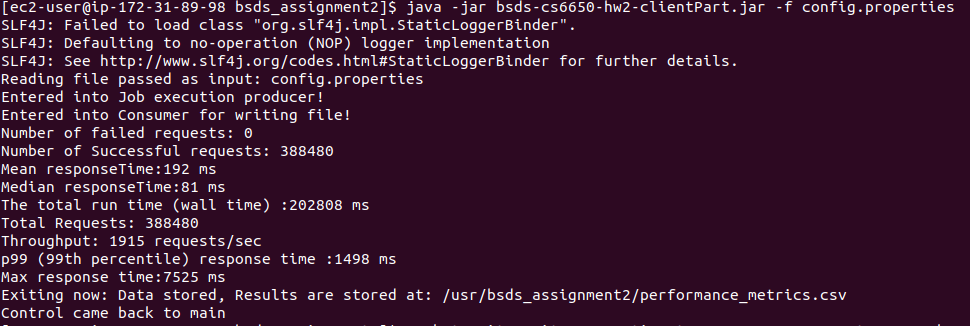 [ec2-user@ip-172-31-89-98 bsds_assignment2]$ java -jar bsds-cs6650-hw2-clientPart.jar -f config.properties
SLF4J: Failed to load class "org.slf4j.impl.StaticLoggerBinder".
SLF4J: Defaulting to no-operation (NOP) logger implementation
SLF4J: See http://www.slf4j.org/codes.html#StaticLoggerBinder for further details.
Reading file passed as input: config.properties
Entered into Job execution producer!
Entered into Consumer for writing file!
Number of failed requests: 0
Number of Successful requests: 388480
Mean responseTime:192 ms
Median responseTime:81 ms
The total run time (wall time) :202808 ms
Total Requests: 388480
Throughput: 1915 requests/sec
p99 (99th percentile) response time :1498 ms
Max response time:7525 ms
Exiting now: Data stored, Results are stored at: /usr/bsds_assignment2/performance_metrics.csv
Control came back to main